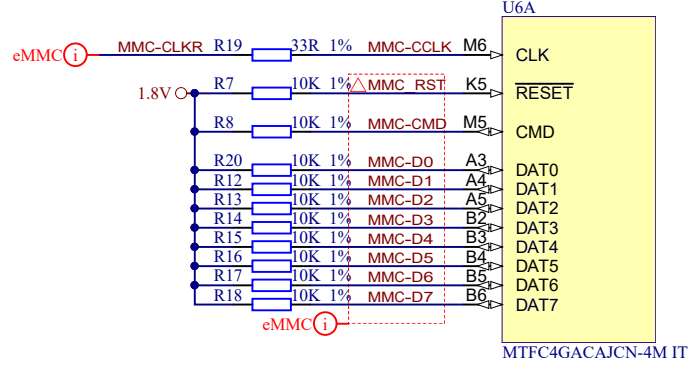 U6A
eMMC i MMC-CLKR R19 33R 1% MMC-CCLK M6 CLK
1.8V R7 10K 1% MMC_RST K5 RESET
R8 10K 1% MMC-CMD M5 CMD
R20 10K 1% MMC-D0 A3 DAT0
R12 10K 1% MMC-D1 A4 DAT1
R13 10K 1% MMC-D2 A5 DAT2
R14 10K 1% MMC-D3 B2 DAT3
R15 10K 1% MMC-D4 B3 DAT4
R16 10K 1% MMC-D5 B4 DAT5
R17 10K 1% MMC-D6 B5 DAT6
R18 10K 1% MMC-D7 B6 DAT7
eMMC i
MTFC4GACAJCN-4M IT